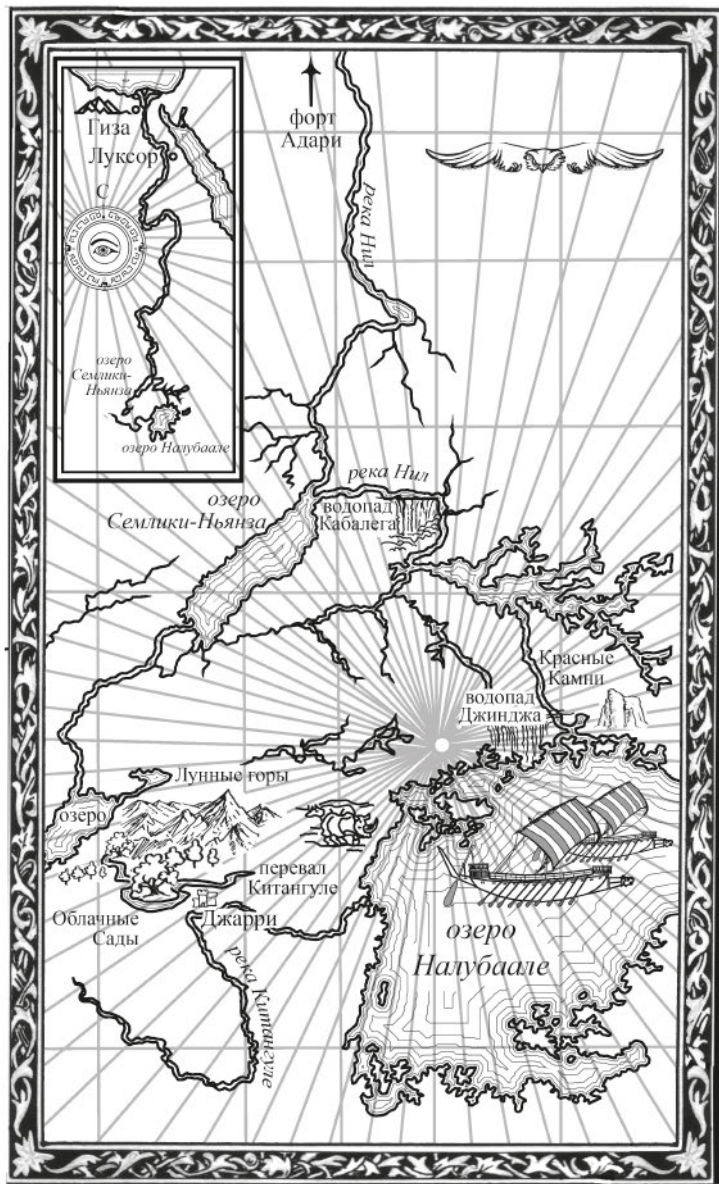 Гиза
Луксор
С
озеро
Семлики-
Ньянза
озеро Налубаале
форт
Адари
река Нил
река Нил
озеро
Семлики-Ньянза
водопад
Кабалега
Красные
Камни
водопад
Джинджа
Лунные горы
озеро
перевал
Китангуле
Облачные
Сады
Джарри
река Китангуле
озеро
Налубаале